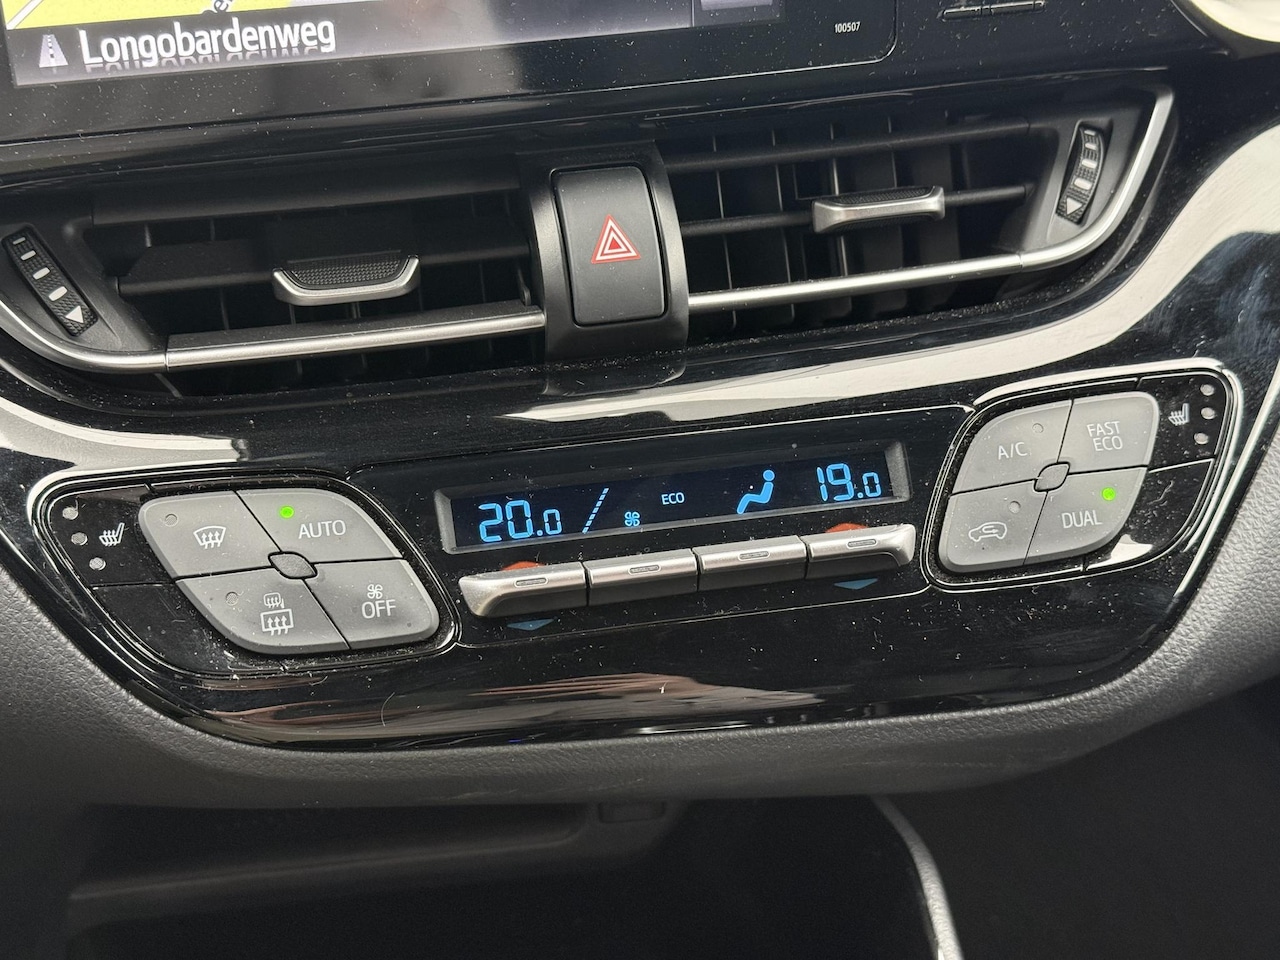 Longobardenweg
100507
AUTO
OFF
20.0
ECO
19.0
A/C
FAST
ECO
DUAL